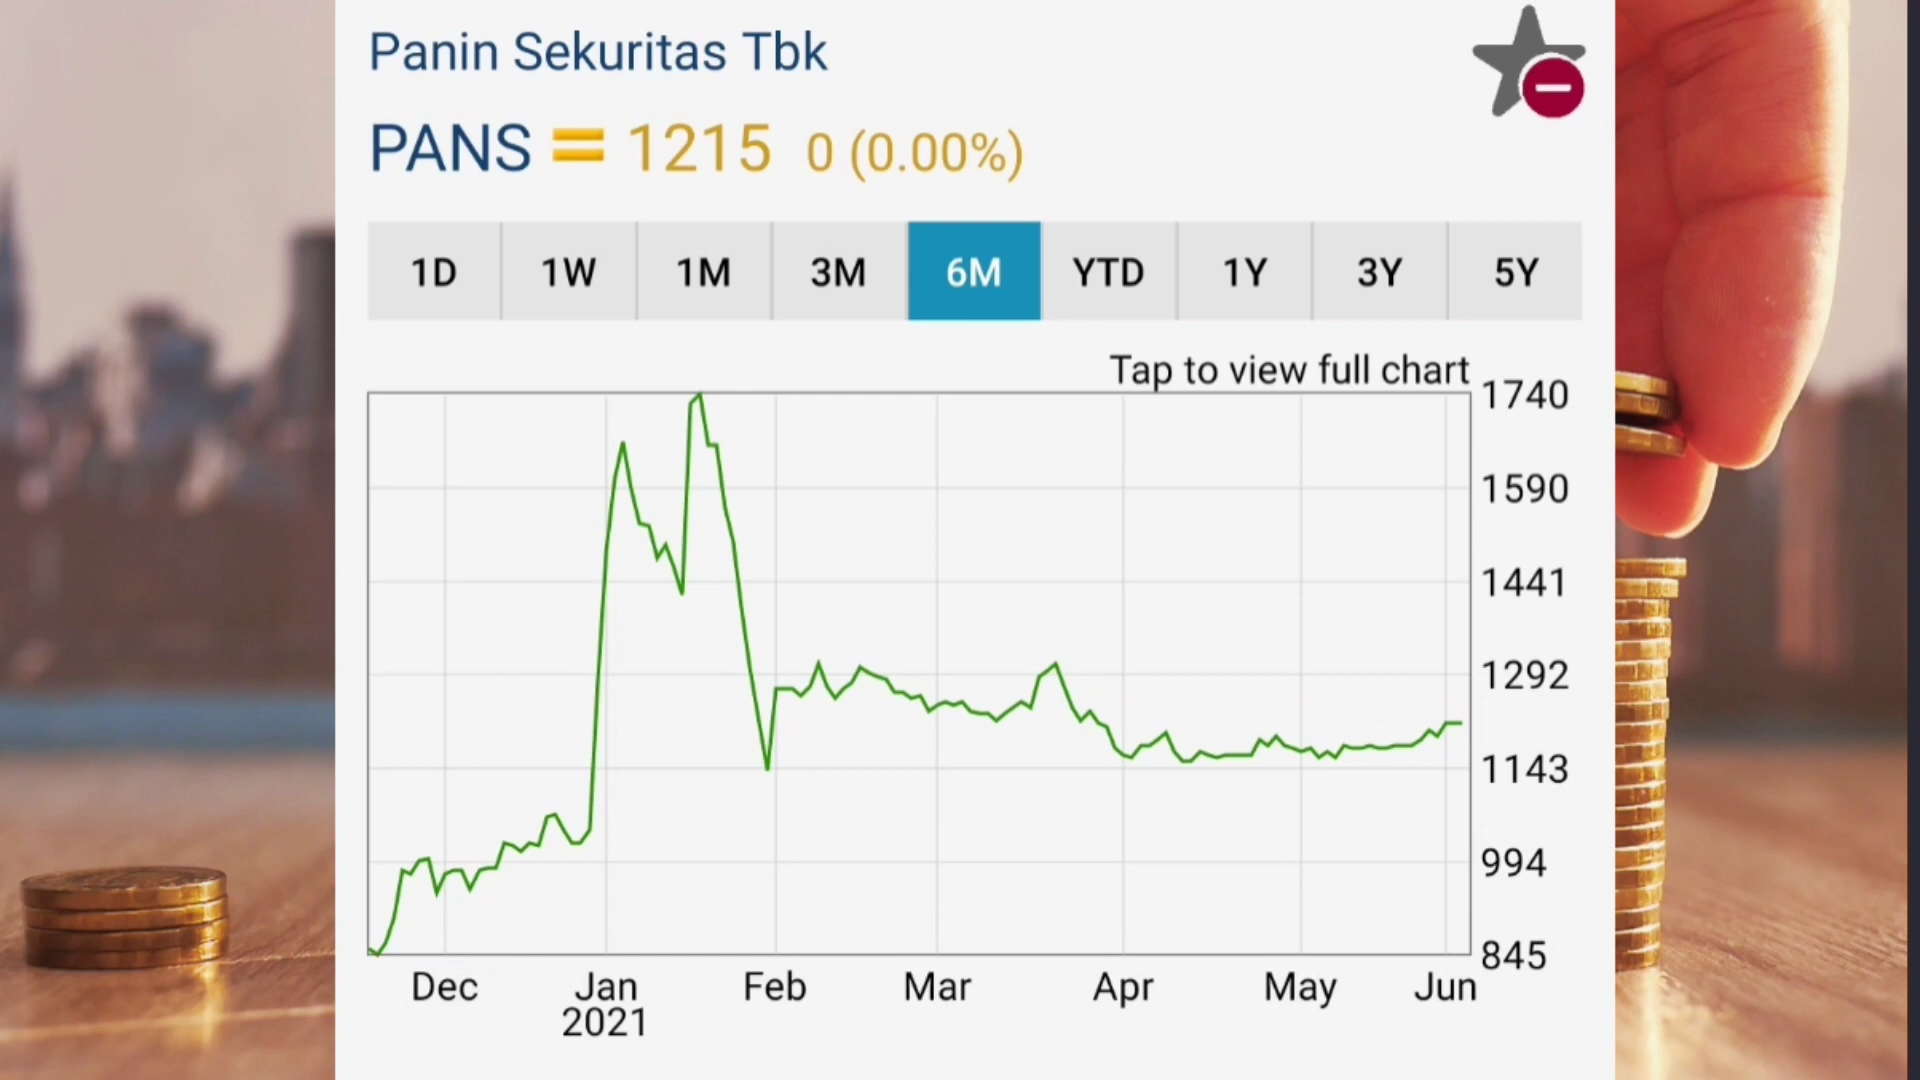 Panin Sekuritas Tbk
PANS = 1215 0 (0.00%)
1D 1W 1M 3M 6M YTD 1Y 3Y 5Y
Tap to view full chart
1740
1590
1441
1292
1143
994
845
Dec Jan Feb Mar Apr May Jun
2021